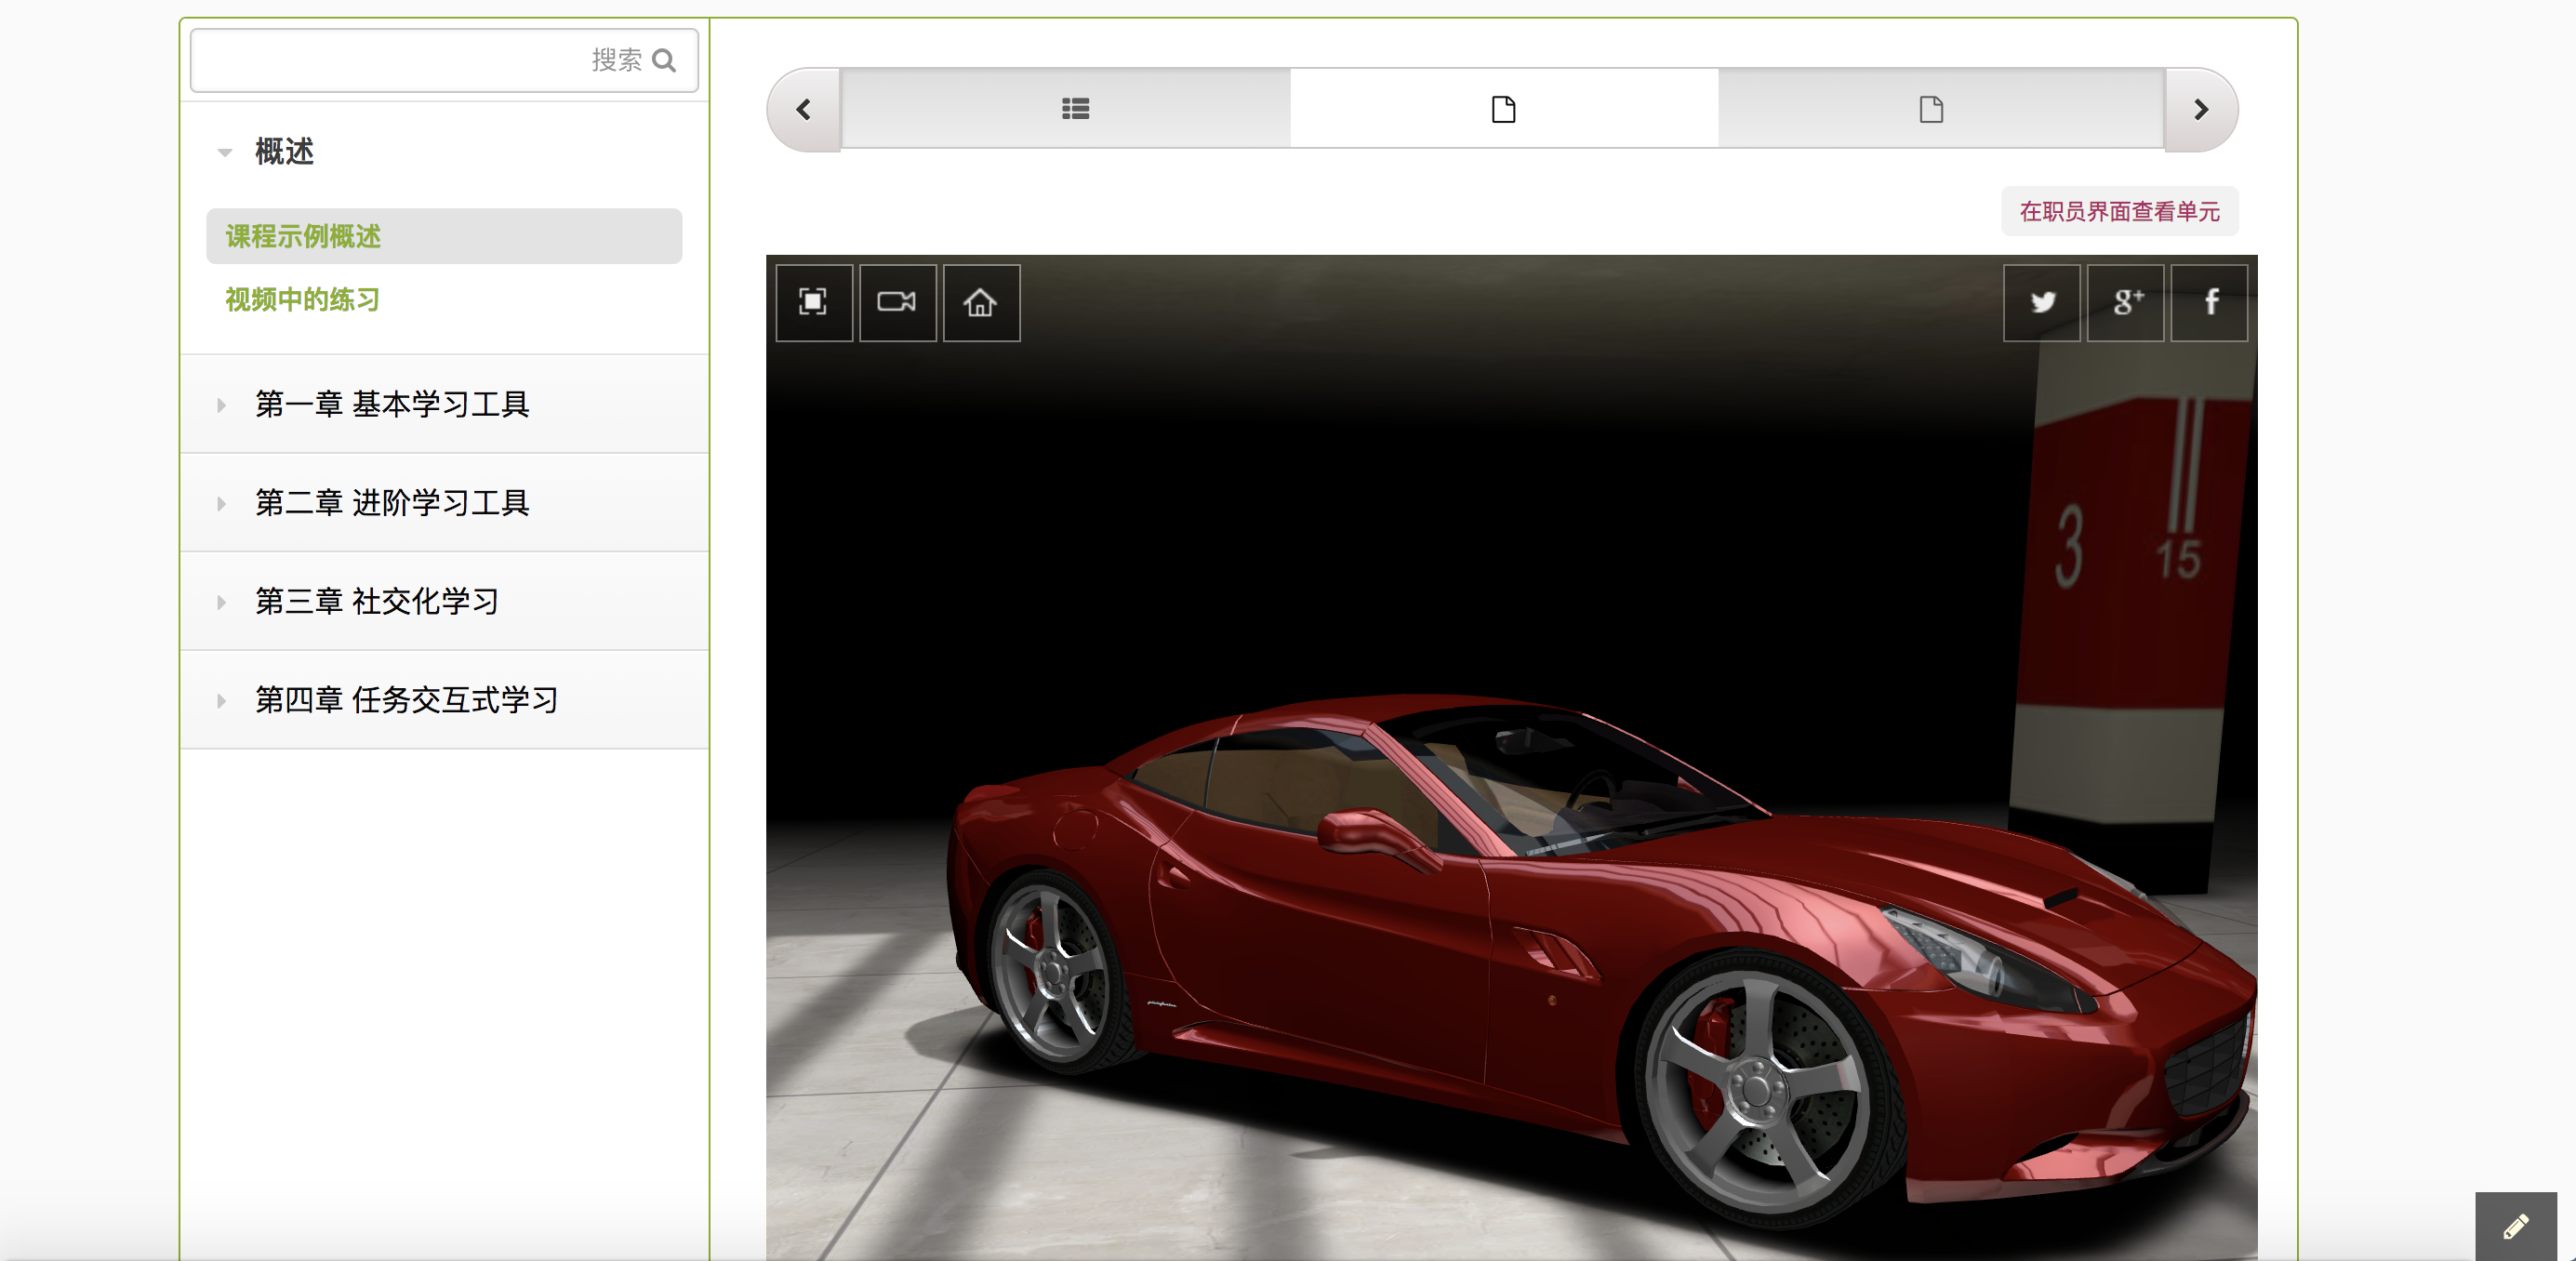 搜索
概述
课程示例概述
视频中的练习
第一章 基本学习工具
第二章 进阶学习工具
第三章 社交化学习
第四章 任务交互式学习
在职员界面查看单元
g+
f
3
15